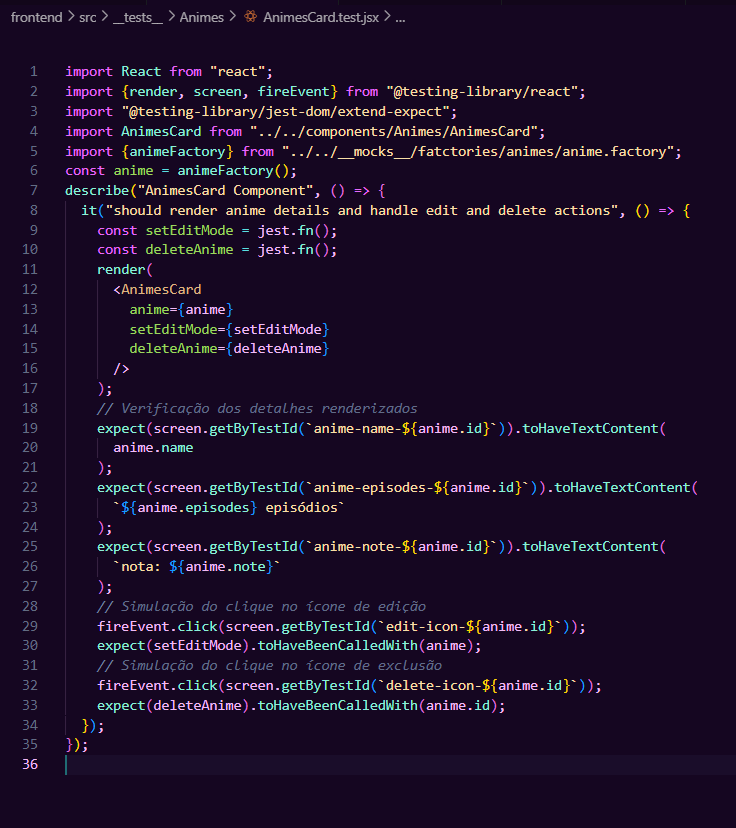 frontend > src > __tests__ > Animes > AnimesCard.test.jsx > ...
1 import React from "react";
2 import {render, screen, fireEvent} from "@testing-library/react";
3 import "@testing-library/jest-dom/extend-expect";
4 import AnimesCard from "../../components/Animes/AnimesCard";
5 import {animeFactory} from "../../__mocks__/fatctories/animes/anime.factory";
6 const anime = animeFactory();
7 describe("AnimesCard Component", () => {
8 it("should render anime details and handle edit and delete actions", () => {
9 const setEditMode = jest.fn();
10 const deleteAnime = jest.fn();
11 render(
12 <AnimesCard
13 anime={anime}
14 setEditMode={setEditMode}
15 deleteAnime={deleteAnime}
16 />
17 );
18 // Verificação dos detalhes renderizados
19 expect(screen.getByTestId(`anime-name-${anime.id}`)).toHaveTextContent(
20 anime.name
21 );
22 expect(screen.getByTestId(`anime-episodes-${anime.id}`)).toHaveTextContent(
23 `${anime.episodes} episódios`
24 );
25 expect(screen.getByTestId(`anime-note-${anime.id}`)).toHaveTextContent(
26 `nota: ${anime.note}`
27 );
28 // Simulação do clique no ícone de edição
29 fireEvent.click(screen.getByTestId(`edit-icon-${anime.id}`));
30 expect(setEditMode).toHaveBeenCalledWith(anime);
31 // Simulação do clique no ícone de exclusão
32 fireEvent.click(screen.getByTestId(`delete-icon-${anime.id}`));
33 expect(deleteAnime).toHaveBeenCalledWith(anime.id);
34 });
35 });
36